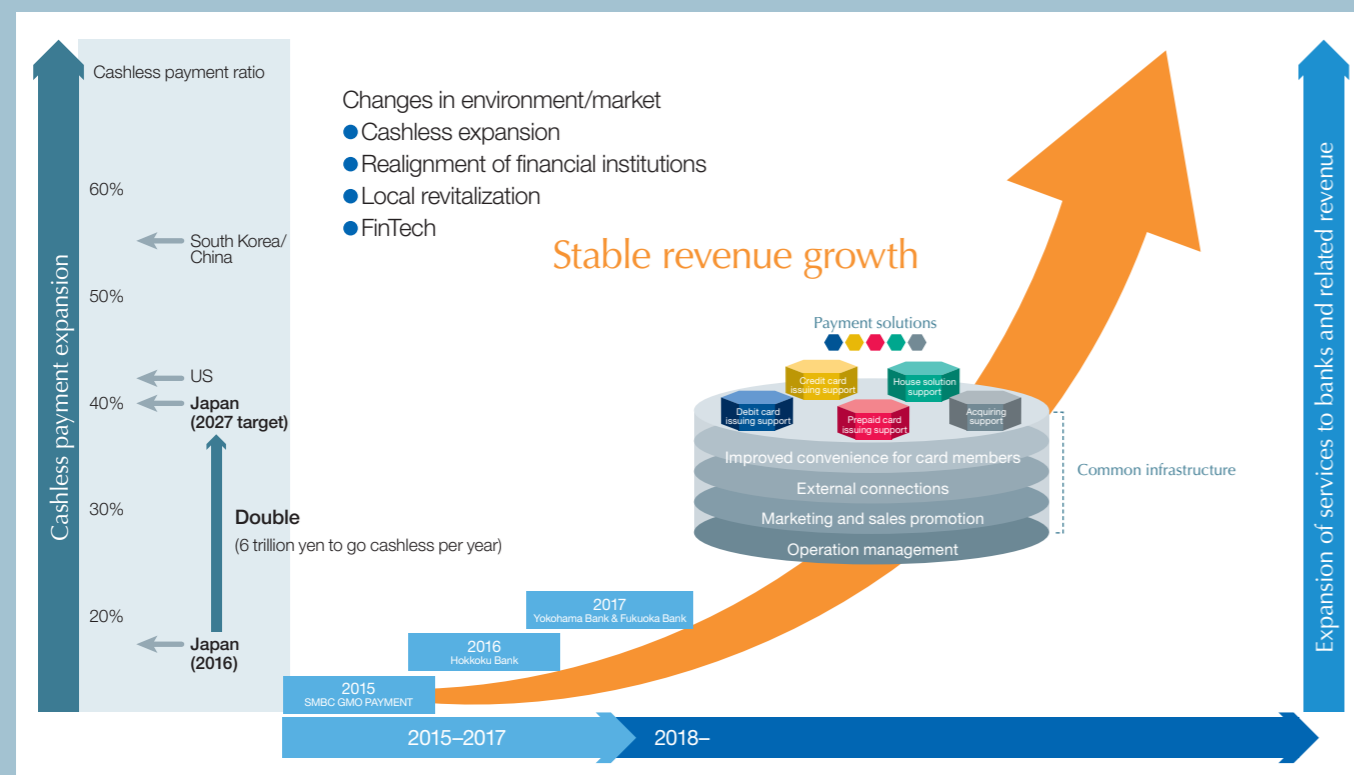 Cashless payment expansion
Cashless payment ratio
60%
South Korea/
China
50%
US
40%
Japan
(2027 target)
30%
Double
(6 trillion yen to go cashless per year)
20%
Japan
(2016)
Changes in environment/market
●Cashless expansion
●Realignment of financial institutions
●Local revitalization
●FinTech
Stable revenue growth
Payment solutions
Credit card
issuing support
House solution
support
Debit card
issuing support
Prepaid card
issuing support
Acquiring
support
Improved convenience for card members
External connections
Marketing and sales promotion
Operation management
Common infrastructure
2017
Yokohama Bank & Fukuoka Bank
2016
Hokkoku Bank
2015
SMBC GMO PAYMENT
2015–2017
2018–
Expansion of services to banks and related revenue